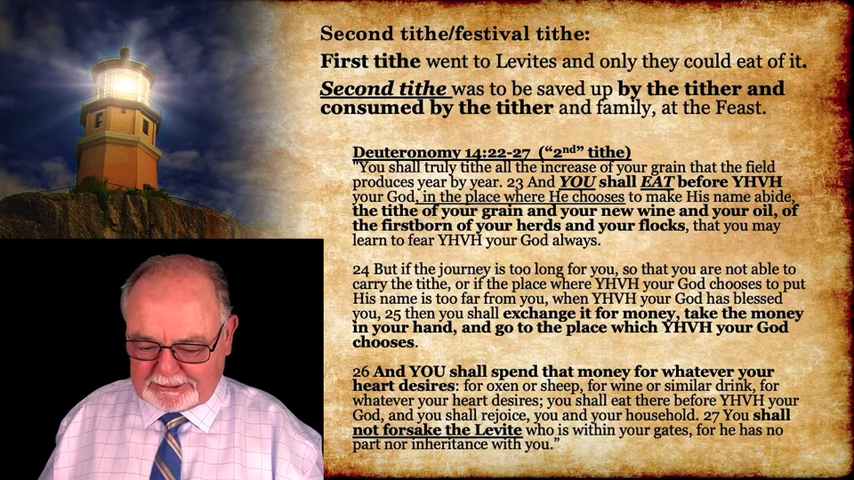 Second tithe/festival tithe:
First tithe went to Levites and only they could eat of it.
Second tithe was to be saved up by the tither and
consumed by the tither and family, at the Feast.
Deuteronomy 14:22-27 (“2nd” tithe)
"You shall truly tithe all the increase of your grain that the field
produces year by year. 23 And YOU shall EAT before YHVH
your God, in the place where He chooses to make His name abide,
the tithe of your grain and your new wine and your oil, of
the firstborn of your herds and your flocks, that you may
learn to fear YHVH your God always.
24 But if the journey is too long for you, so that you are not able to
carry the tithe, or if the place where YHVH your God chooses to put
His name is too far from you, when YHVH your God has blessed
you, 25 then you shall exchange it for money, take the money
in your hand, and go to the place which YHVH your God
chooses.
26 And YOU shall spend that money for whatever your
heart desires: for oxen or sheep, for wine or similar drink, for
whatever your heart desires; you shall eat there before YHVH your
God, and you shall rejoice, you and your household. 27 You shall
not forsake the Levite who is within your gates, for he has no
part nor inheritance with you.”